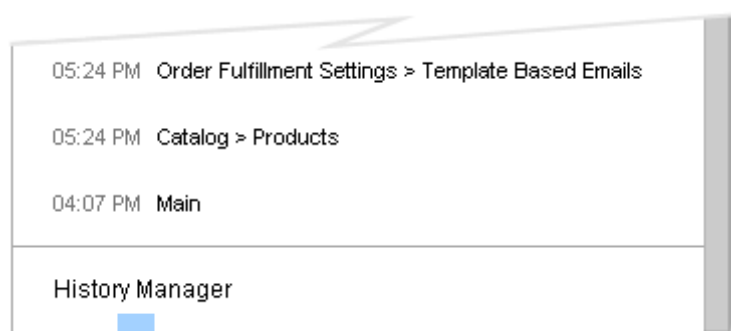 05:24 PM Order Fulfillment Settings > Template Based Emails
05:24 PM Catalog > Products
04:07 PM Main
History Manager